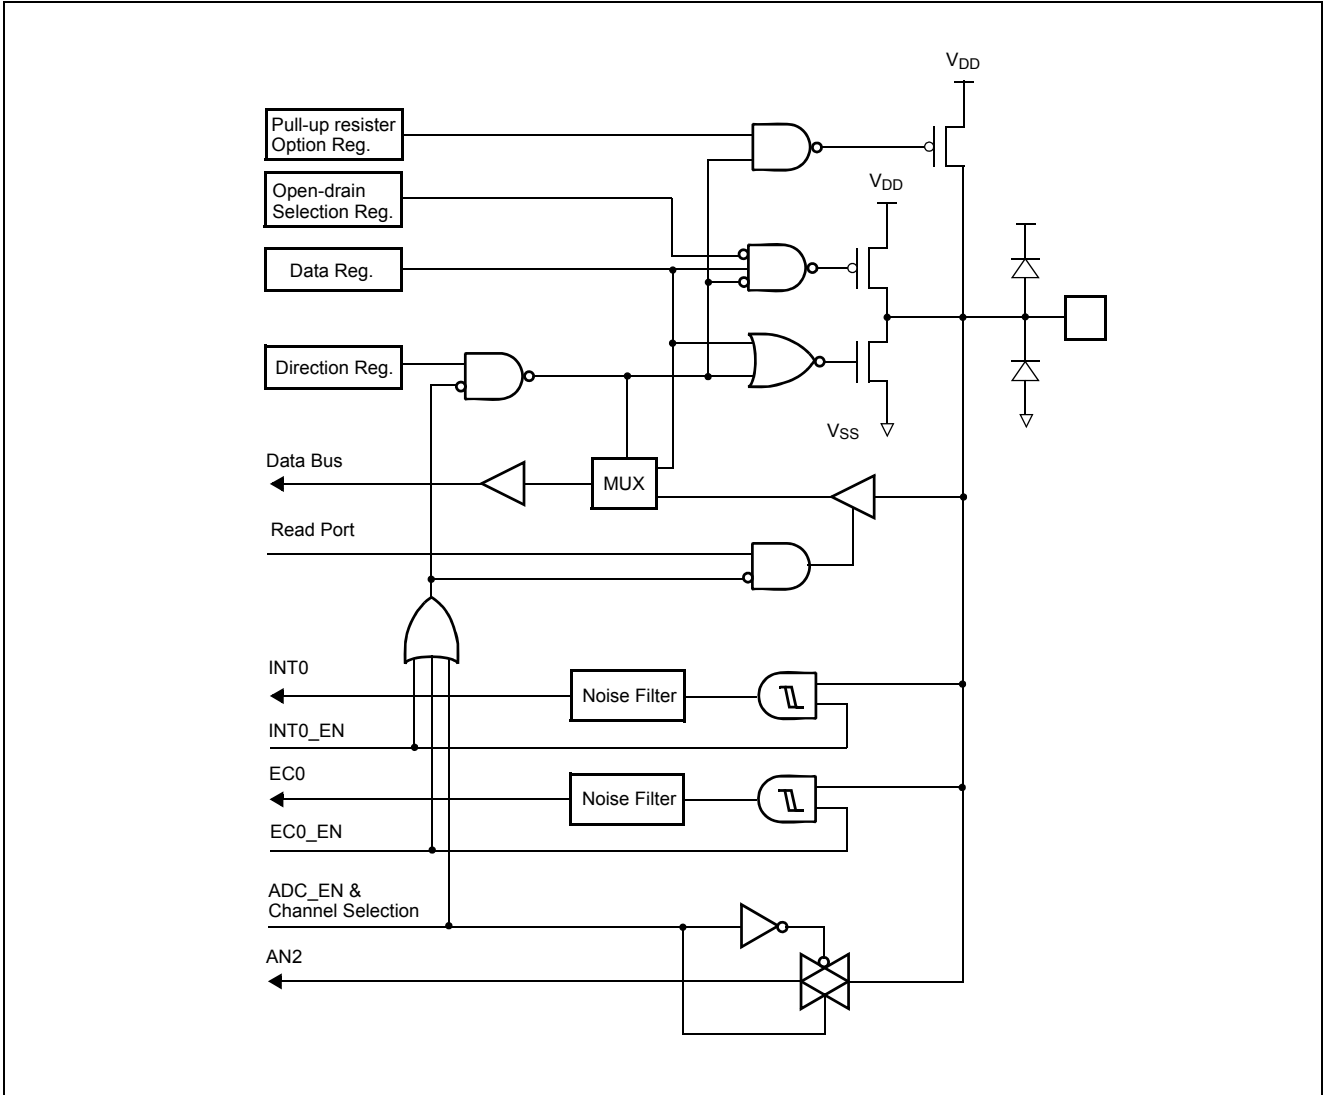 VDD
Pull-up resister
Option Reg.
VDD
Open-drain
Selection Reg.
Data Reg.
Direction Reg.
VSS
Data Bus
MUX
Read Port
INT0
Noise Filter
INT0_EN
EC0
Noise Filter
EC0_EN
ADC_EN &
Channel Selection
AN2